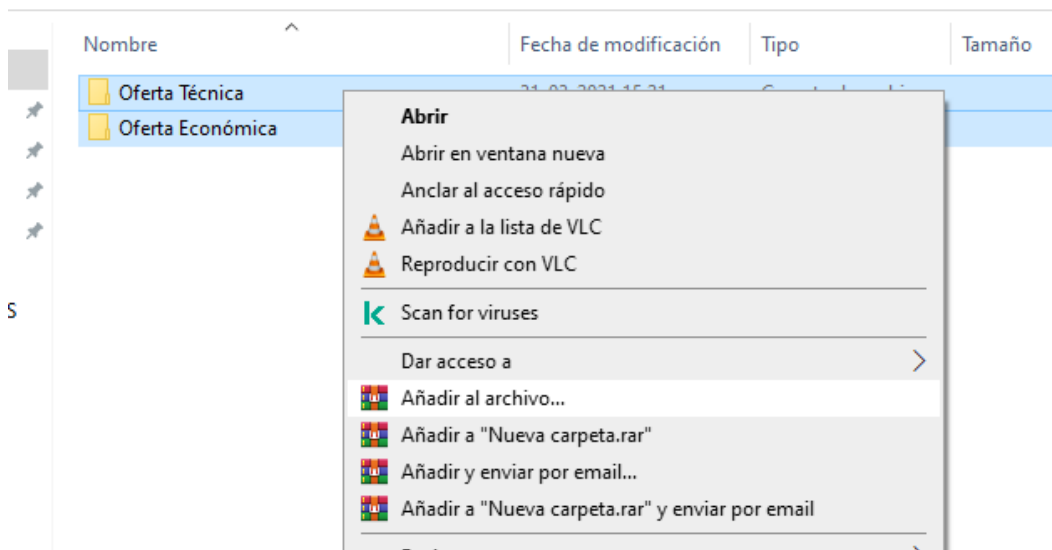 Nombre Fecha de modificación Tipo Tamaño
Oferta Técnica
Oferta Económica
Abrir
Abrir en ventana nueva
Anclar al acceso rápido
Añadir a la lista de VLC
Reproducir con VLC
S
Scan for viruses
Dar acceso a
Añadir al archivo...
Añadir a "Nueva carpeta.rar"
Añadir y enviar por email...
Añadir a "Nueva carpeta.rar" y enviar por email